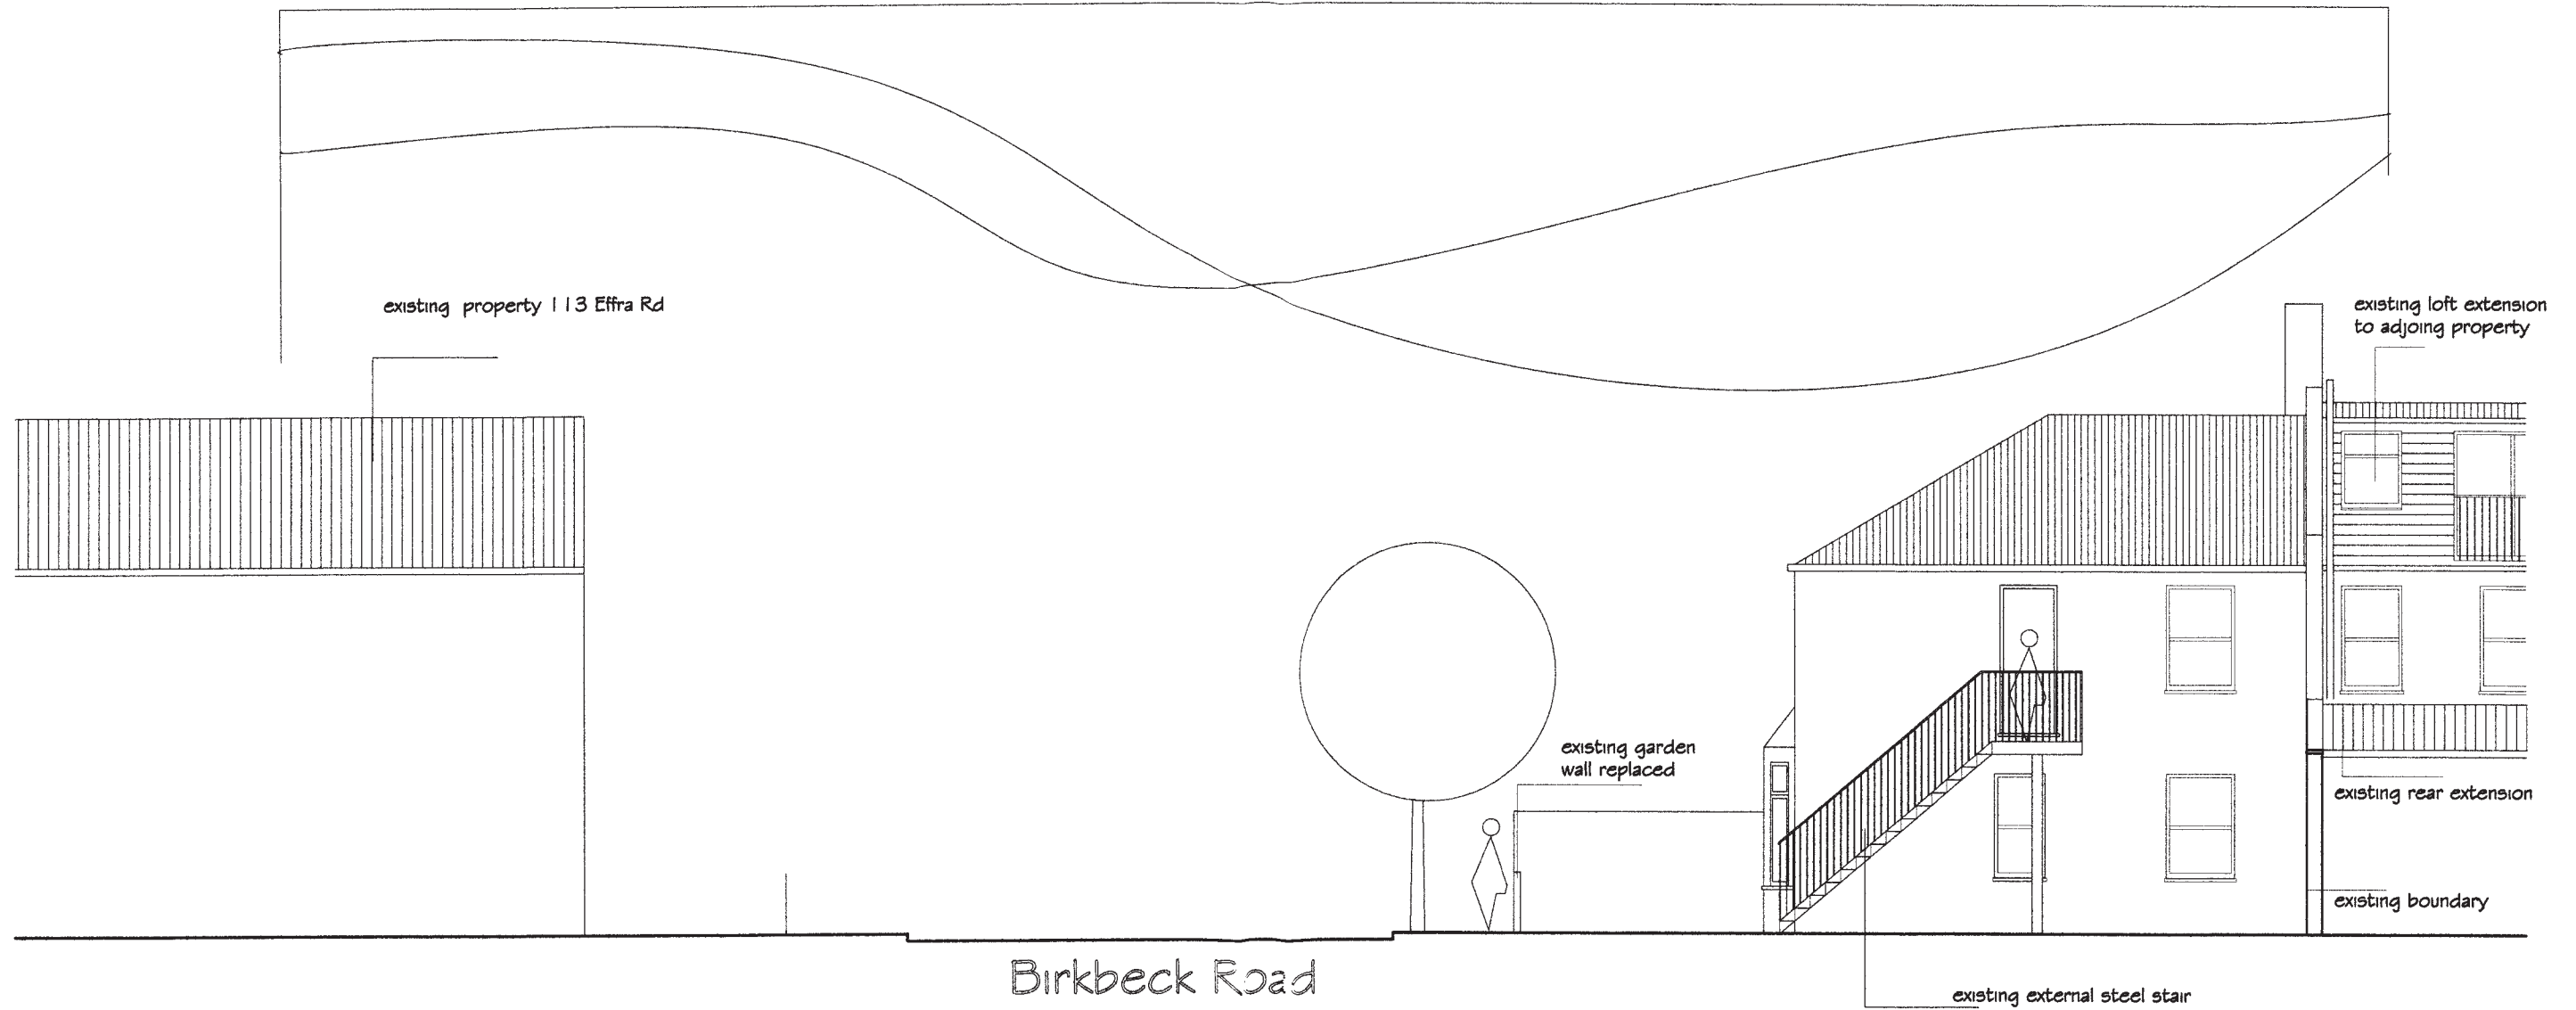 existing property 113 Effra Rd
existing loft extension
to adjoing property
existing garden
wall replaced
existing rear extension
existing boundary
Birkbeck Road
existing external steel stair